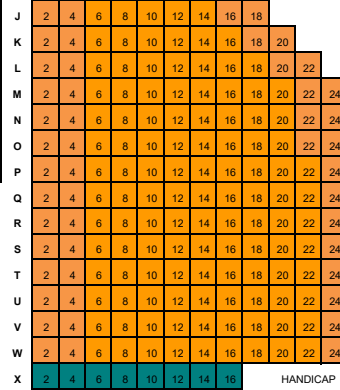 J 2 4 6 8 10 12 14 16 18
K 2 4 6 8 10 12 14 16 18 20
L 2 4 6 8 10 12 14 16 18 20 22
M 2 4 6 8 10 12 14 16 18 20 22 24
N 2 4 6 8 10 12 14 16 18 20 22 24
O 2 4 6 8 10 12 14 16 18 20 22 24
P 2 4 6 8 10 12 14 16 18 20 22 24
Q 2 4 6 8 10 12 14 16 18 20 22 24
R 2 4 6 8 10 12 14 16 18 20 22 24
S 2 4 6 8 10 12 14 16 18 20 22 24
T 2 4 6 8 10 12 14 16 18 20 22 24
U 2 4 6 8 10 12 14 16 18 20 22 24
V 2 4 6 8 10 12 14 16 18 20 22 24
W 2 4 6 8 10 12 14 16 18 20 22 24
X 2 4 6 8 10 12 14 16 HANDICAP